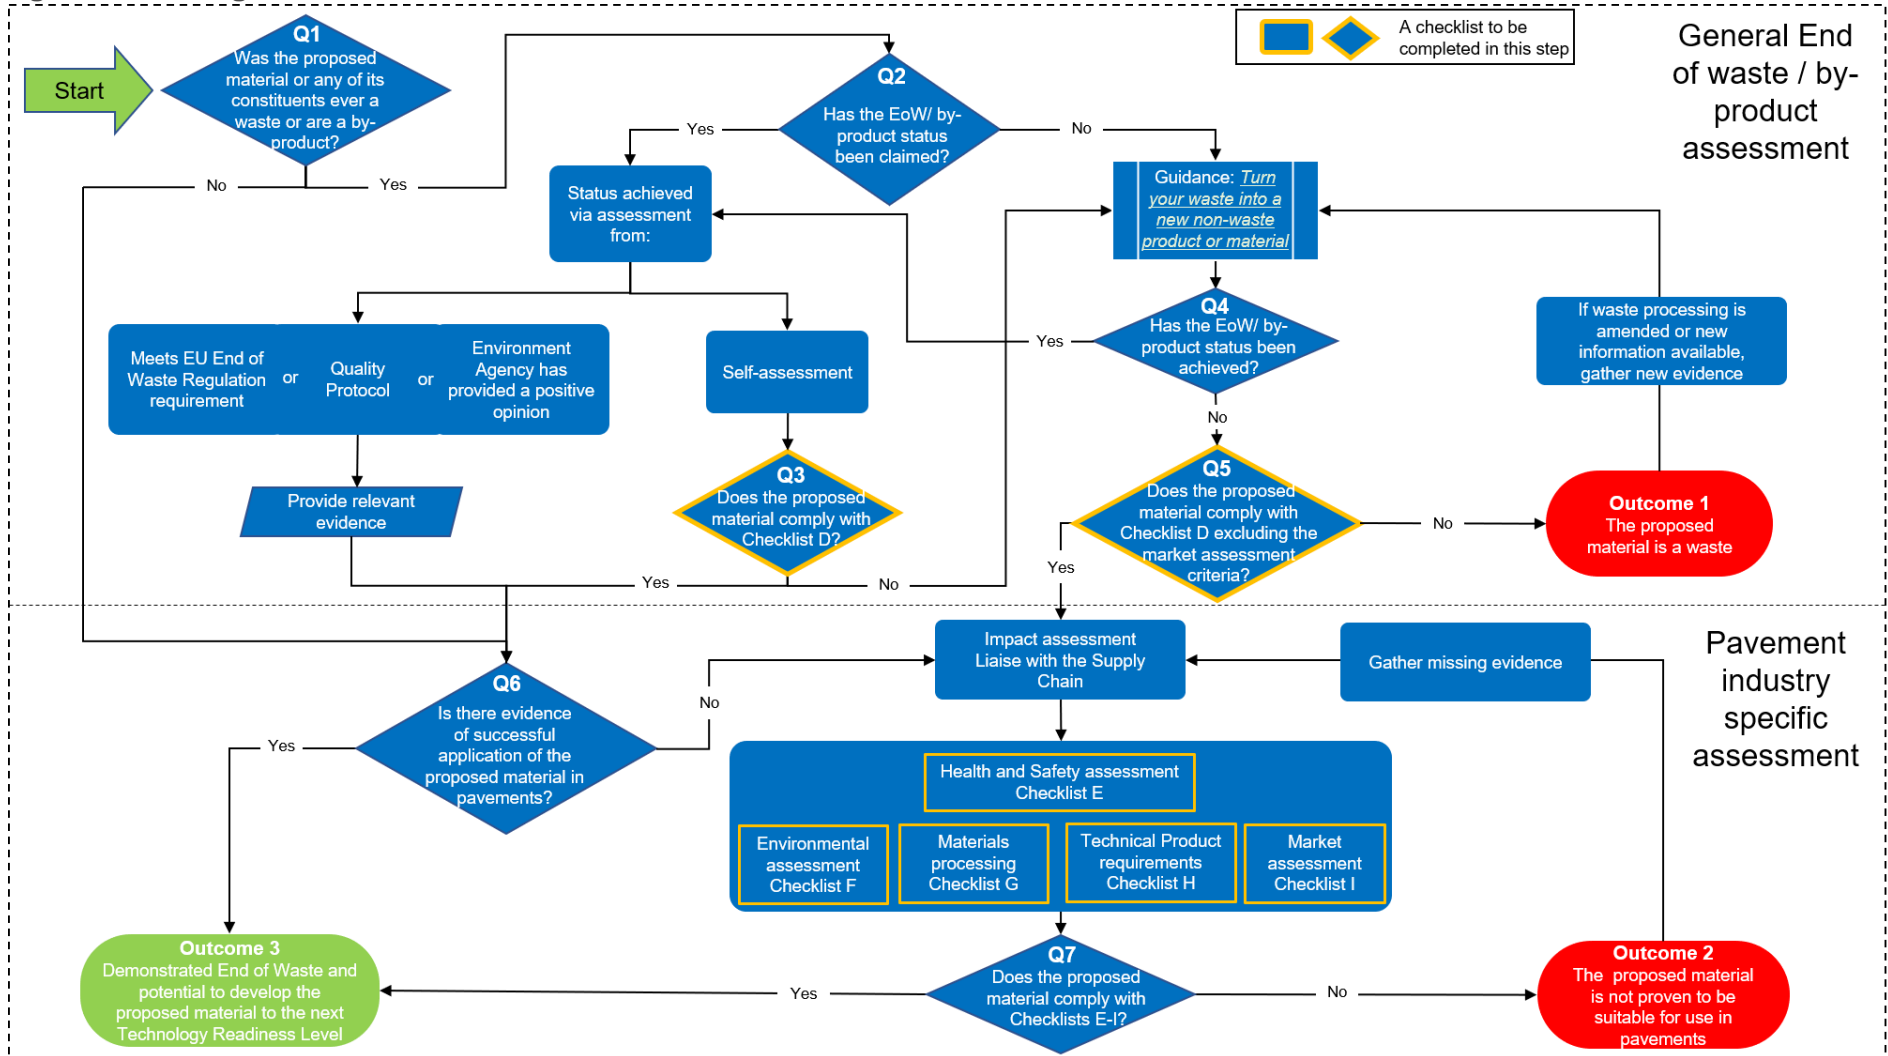 Start
Q1
Was the proposed
material or any of its
constituents ever a
waste or are a by-
product?
No
Yes
Q2
Has the EoW/ by-
product status
been claimed?
Yes
No
A checklist to be
completed in this step
General End
of waste / by-
product
assessment
Status achieved
via assessment
from:
Guidance: Turn
your waste into a
new non-waste
product or material
Meets EU End of
Waste Regulation
requirement
or
Quality
Protocol
or
Environment
Agency has
provided a positive
opinion
Self-assessment
Yes
Q4
Has the EoW/ by-
product status been
achieved?
No
If waste processing is
amended or new
information available,
gather new evidence
Provide relevant
evidence
Q3
Does the proposed
material comply with
Checklist D?
Yes
No
Q5
Does the proposed
material comply with
Checklist D excluding the
market assessment
criteria?
Yes
No
Outcome 1
The proposed
material is a waste
Pavement
industry
specific
assessment
Q6
Is there evidence
of successful
application of the
proposed material in
pavements?
Yes
No
Impact assessment
Liaise with the Supply
Chain
Gather missing evidence
Health and Safety assessment
Checklist E
Environmental
assessment
Checklist F
Materials
processing
Checklist G
Technical Product
requirements
Checklist H
Market
assessment
Checklist I
Outcome 3
Demonstrated End of Waste and
potential to develop the
proposed material to the next
Technology Readiness Level
Yes
Q7
Does the proposed
material comply with
Checklists E-I?
No
Outcome 2
The proposed material
is not proven to be
suitable for use in
pavements